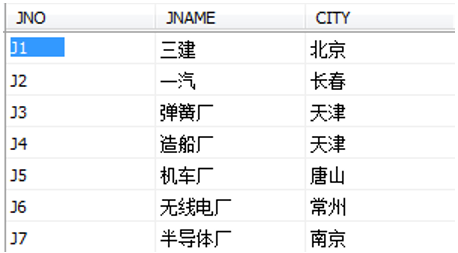 JNO JNAME CITY
J1 三建 北京
J2 一汽 长春
J3 弹簧厂 天津
J4 造船厂 天津
J5 机车厂 唐山
J6 无线电厂 常州
J7 半导体厂 南京